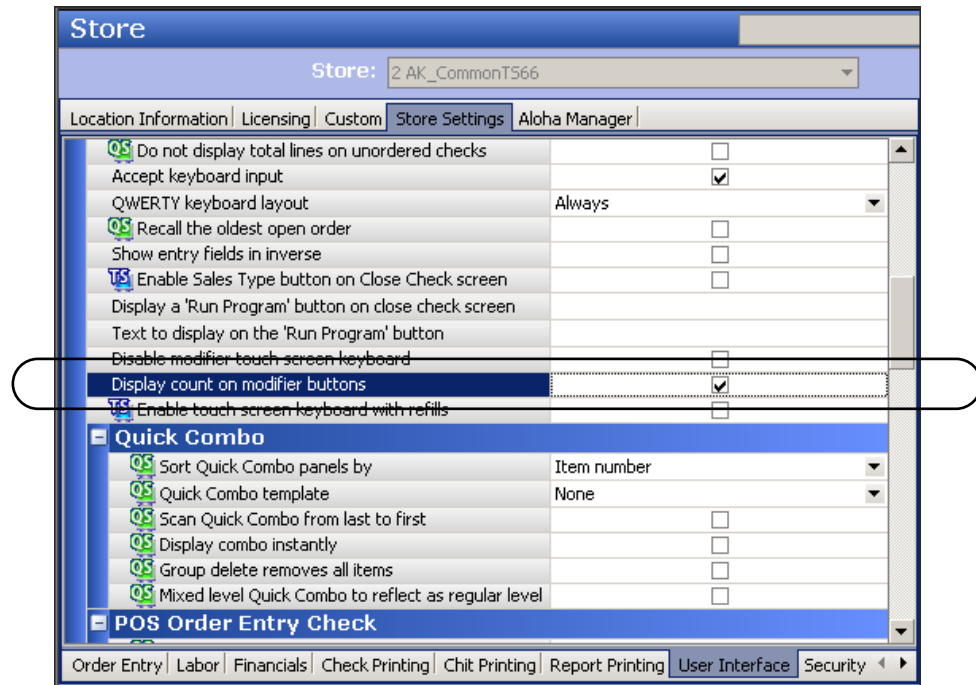 Store
Store: 2 AK_CommonTS66
Location Information Licensing Custom Store Settings Aloha Manager
QS Do not display total lines on unordered checks
Accept keyboard input
QWERTY keyboard layout Always
QS Recall the oldest open order
Show entry fields in inverse
TS Enable Sales Type button on Close Check screen
Display a 'Run Program' button on close check screen
Text to display on the 'Run Program' button
Disable modifier touch screen keyboard
Display count on modifier buttons
TS Enable touch screen keyboard with refills
Quick Combo
QS Sort Quick Combo panels by Item number
QS Quick Combo template None
QS Scan Quick Combo from last to first
QS Display combo instantly
QS Group delete removes all items
QS Mixed level Quick Combo to reflect as regular level
POS Order Entry Check
Order Entry Labor Financials Check Printing Chit Printing Report Printing User Interface Security